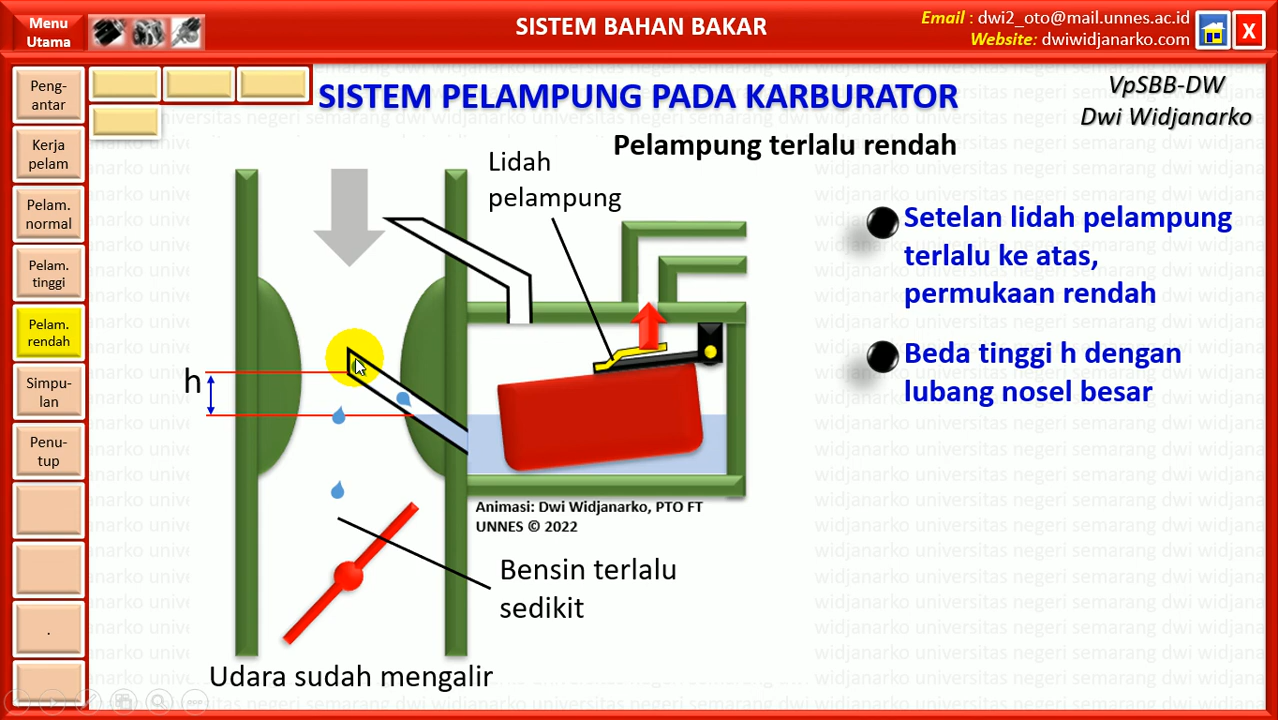 Menu
Utama
SISTEM BAHAN BAKAR
Email : dwi2_oto@mail.unnes.ac.id
Website: dwiwidjanarko.com
X
Peng-
antar
Kerja
pelam
Pelam.
normal
Pelam.
tinggi
Pelam.
rendah
Simpu-
lan
Penu-
tup
.
SISTEM PELAMPUNG PADA KARBURATOR
VpSBB-DW
Dwi Widjanarko
Pelampung terlalu rendah
Lidah
pelampung
h
Setelan lidah pelampung
terlalu ke atas,
permukaan rendah
Beda tinggi h dengan
lubang nosel besar
Animasi: Dwi Widjanarko, PTO FT
UNNES © 2022
Bensin terlalu
sedikit
Udara sudah mengalir